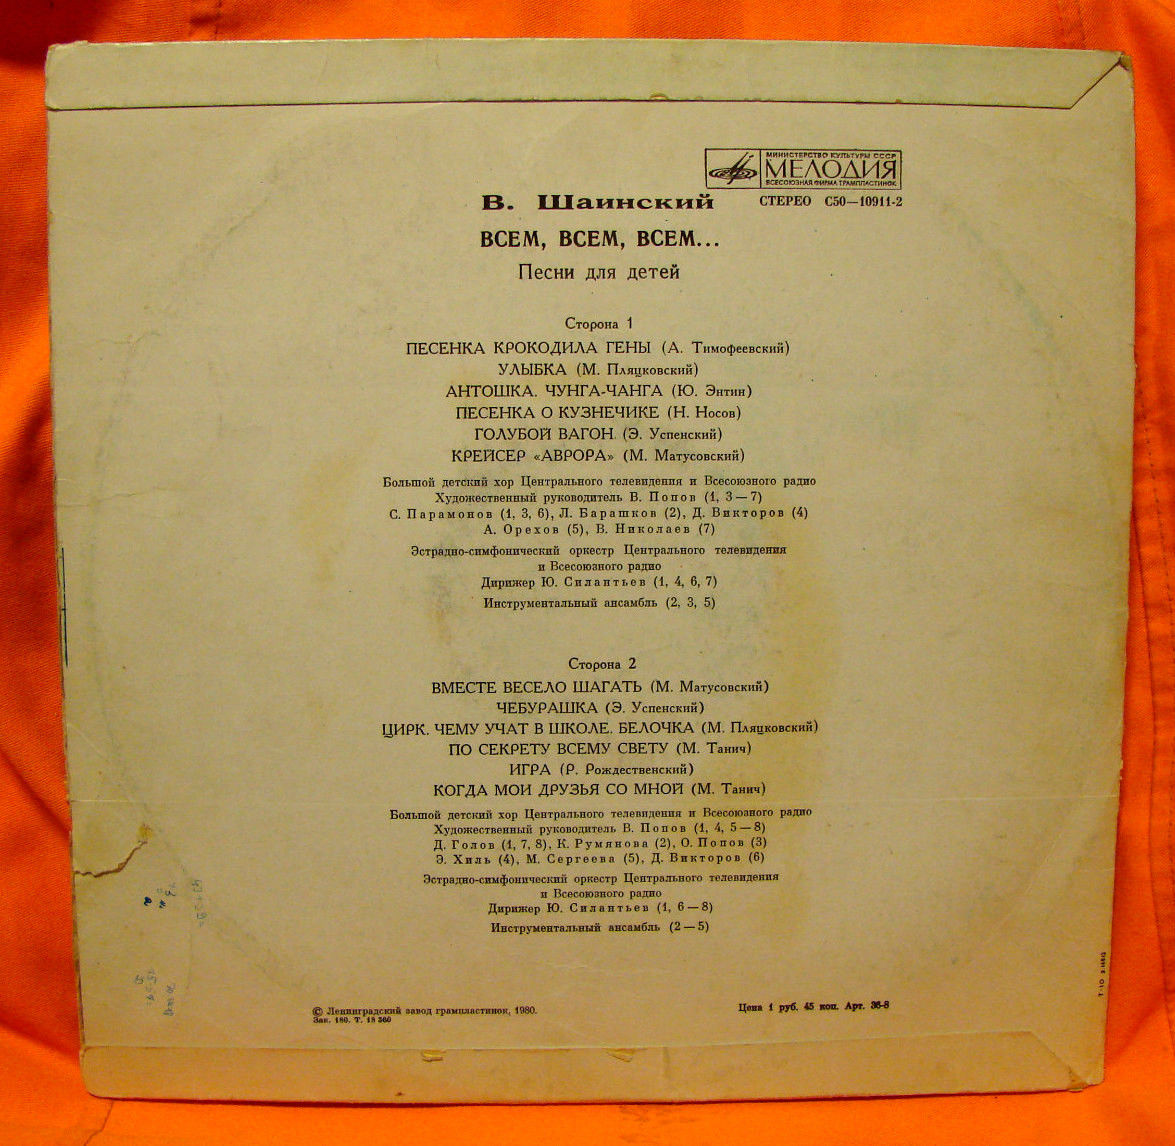 МИНИСТЕРСТВО КУЛЬТУРЫ СССР
МЕЛОДИЯ
ВСЕСОЮЗНАЯ ФИРМА ГРАМПЛАСТИНОК
СТЕРЕО С50—10911-2
В. Шаинский
ВСЕМ, ВСЕМ, ВСЕМ...
Песни для детей
Сторона 1
ПЕСЕНКА КРОКОДИЛА ГЕНЫ (А. Тимофеевский)
УЛЫБКА (М. Пляцковский)
АНТОШКА. ЧУНГА-ЧАНГА (Ю. Энтин)
ПЕСЕНКА О КУЗНЕЧИКЕ (Н. Носов)
ГОЛУБОЙ ВАГОН (Э. Успенский)
КРЕЙСЕР «АВРОРА» (М. Матусовский)
Большой детский хор Центрального телевидения и Всесоюзного радио
Художественный руководитель В. Попов (1, 3—7)
С. Парамонов (1, 3, 6), Л. Барашков (2), Д. Викторов (4)
А. Орехов (5), В. Николаев (7)
Эстрадно-симфонический оркестр Центрального телевидения
и Всесоюзного радио
Дирижер Ю. Силантьев (1, 4, 6, 7)
Инструментальный ансамбль (2, 3, 5)
Сторона 2
ВМЕСТЕ ВЕСЕЛО ШАГАТЬ (М. Матусовский)
ЧЕБУРАШКА (Э. Успенский)
ЦИРК. ЧЕМУ УЧАТ В ШКОЛЕ. БЕЛОЧКА (М. Пляцковский)
ПО СЕКРЕТУ ВСЕМУ СВЕТУ (М. Танич)
ИГРА (Р. Рождественский)
КОГДА МОИ ДРУЗЬЯ СО МНОЙ (М. Танич)
Большой детский хор Центрального телевидения и Всесоюзного радио
Художественный руководитель В. Попов (1, 4, 5—8)
Д. Голов (1, 7, 8), К. Румянова (2), О. Попов (3)
Э. Хиль (4), М. Сергеева (5), Д. Викторов (6)
Эстрадно-симфонический оркестр Центрального телевидения
и Всесоюзного радио
Дирижер Ю. Силантьев (1, 6—8)
Инструментальный ансамбль (2—5)
© Ленинградский завод грампластинок, 1980.
Зак. 180. Т. 18 560
Цена 1 руб. 45 коп. Арт. 36-8